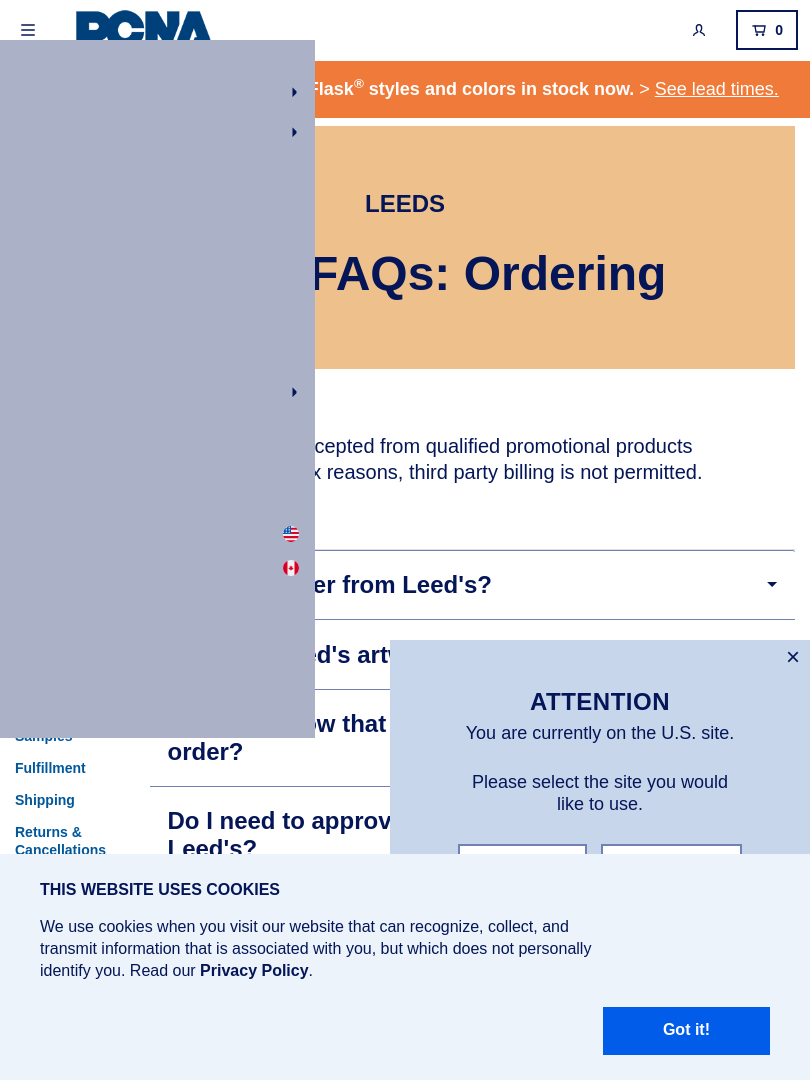 PCNA
0
Flask® styles and colors in stock now. > See lead times.
LEEDS
FAQs: Ordering
cepted from qualified promotional products
x reasons, third party billing is not permitted.
er from Leed's?
ed's artw
ow that
order?
Do I need to approv
Leed's?
Samples
Fulfillment
Shipping
Returns &
Cancellations
×
ATTENTION
You are currently on the U.S. site.
Please select the site you would
like to use.
THIS WEBSITE USES COOKIES
We use cookies when you visit our website that can recognize, collect, and
transmit information that is associated with you, but which does not personally
identify you. Read our Privacy Policy.
Got it!